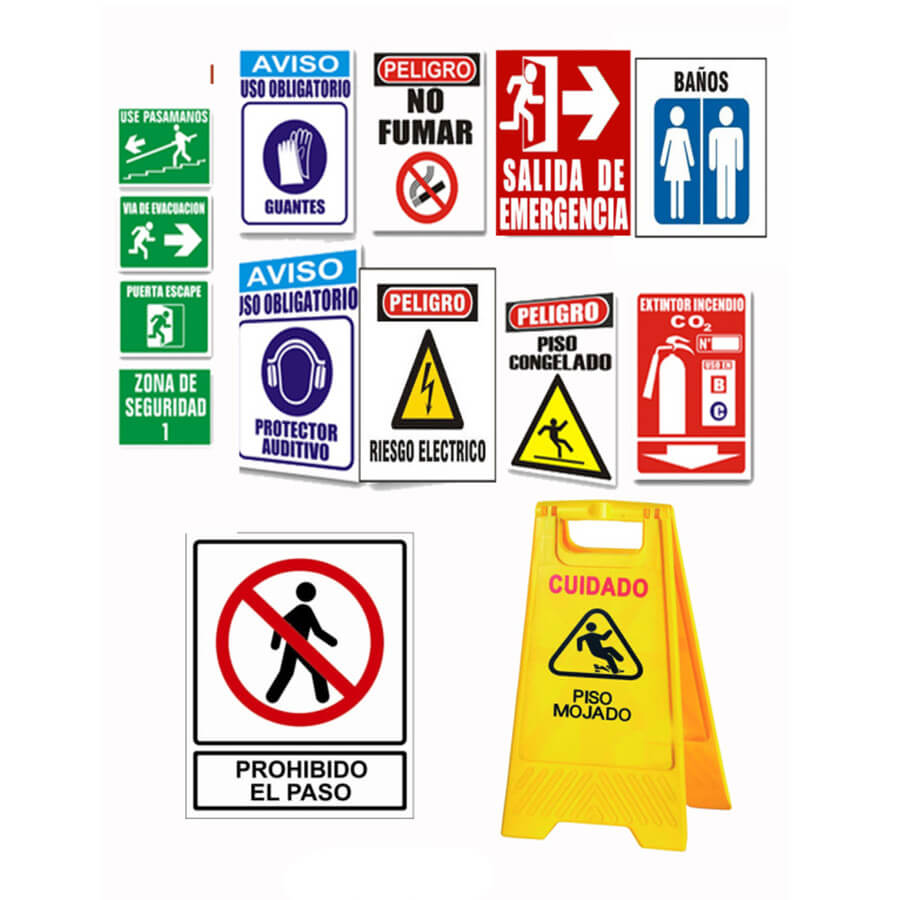 USE PASAMANOS
VIA DE EVACUACION
PUERTA ESCAPE
ZONA DE
SEGURIDAD
1
AVISO
USO OBLIGATORIO
GUANTES
PELIGRO
NO
FUMAR
SALIDA DE
EMERGENCIA
BAÑOS
AVISO
USO OBLIGATORIO
PROTECTOR
AUDITIVO
PELIGRO
RIESGO ELECTRICO
PELIGRO
PISO
CONGELADO
EXTINTOR INCENDIO
CO₂
Nº
USO EN
B
C
PROHIBIDO
EL PASO
CUIDADO
PISO
MOJADO